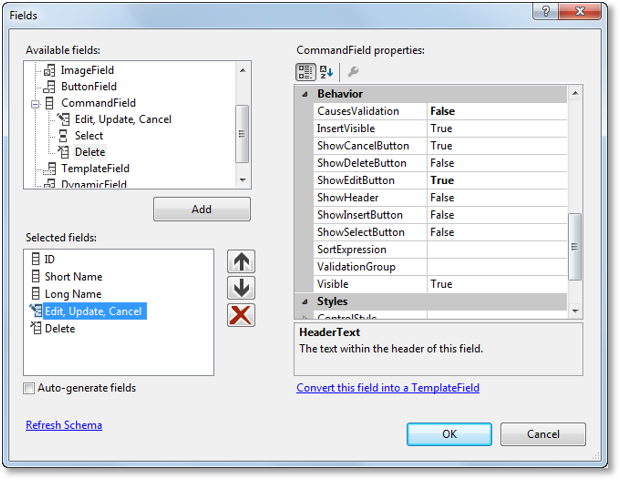 Fields
Available fields:
ImageField
ButtonField
CommandField
Edit, Update, Cancel
Select
Delete
TemplateField
DynamicField
Add
Selected fields:
ID
Short Name
Long Name
Edit, Update, Cancel
Delete
Auto-generate fields
Refresh Schema
CommandField properties:
Behavior
CausesValidation False
InsertVisible True
ShowCancelButton True
ShowDeleteButton False
ShowEditButton True
ShowHeader False
ShowInsertButton False
ShowSelectButton False
SortExpression
ValidationGroup
Visible True
Styles
ControlStyle
HeaderText
The text within the header of this field.
Convert this field into a TemplateField
OK
Cancel